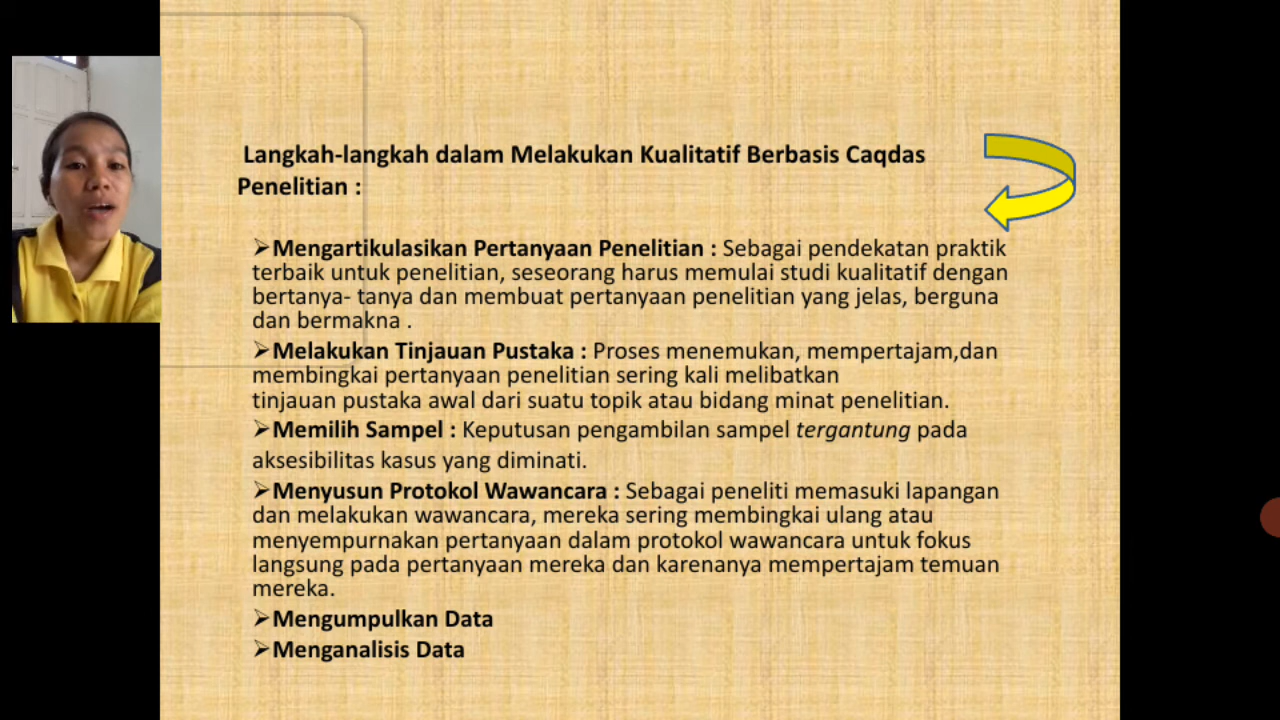 Langkah-langkah dalam Melakukan Kualitatif Berbasis Caqdas
Penelitian :
➢Mengartikulasikan Pertanyaan Penelitian : Sebagai pendekatan praktik
terbaik untuk penelitian, seseorang harus memulai studi kualitatif dengan
bertanya- tanya dan membuat pertanyaan penelitian yang jelas, berguna
dan bermakna .
➢Melakukan Tinjauan Pustaka : Proses menemukan, mempertajam,dan
membingkai pertanyaan penelitian sering kali melibatkan
tinjauan pustaka awal dari suatu topik atau bidang minat penelitian.
➢Memilih Sampel : Keputusan pengambilan sampel tergantung pada
aksesibilitas kasus yang diminati.
➢Menyusun Protokol Wawancara : Sebagai peneliti memasuki lapangan
dan melakukan wawancara, mereka sering membingkai ulang atau
menyempurnakan pertanyaan dalam protokol wawancara untuk fokus
langsung pada pertanyaan mereka dan karenanya mempertajam temuan
mereka.
➢Mengumpulkan Data
➢Menganalisis Data